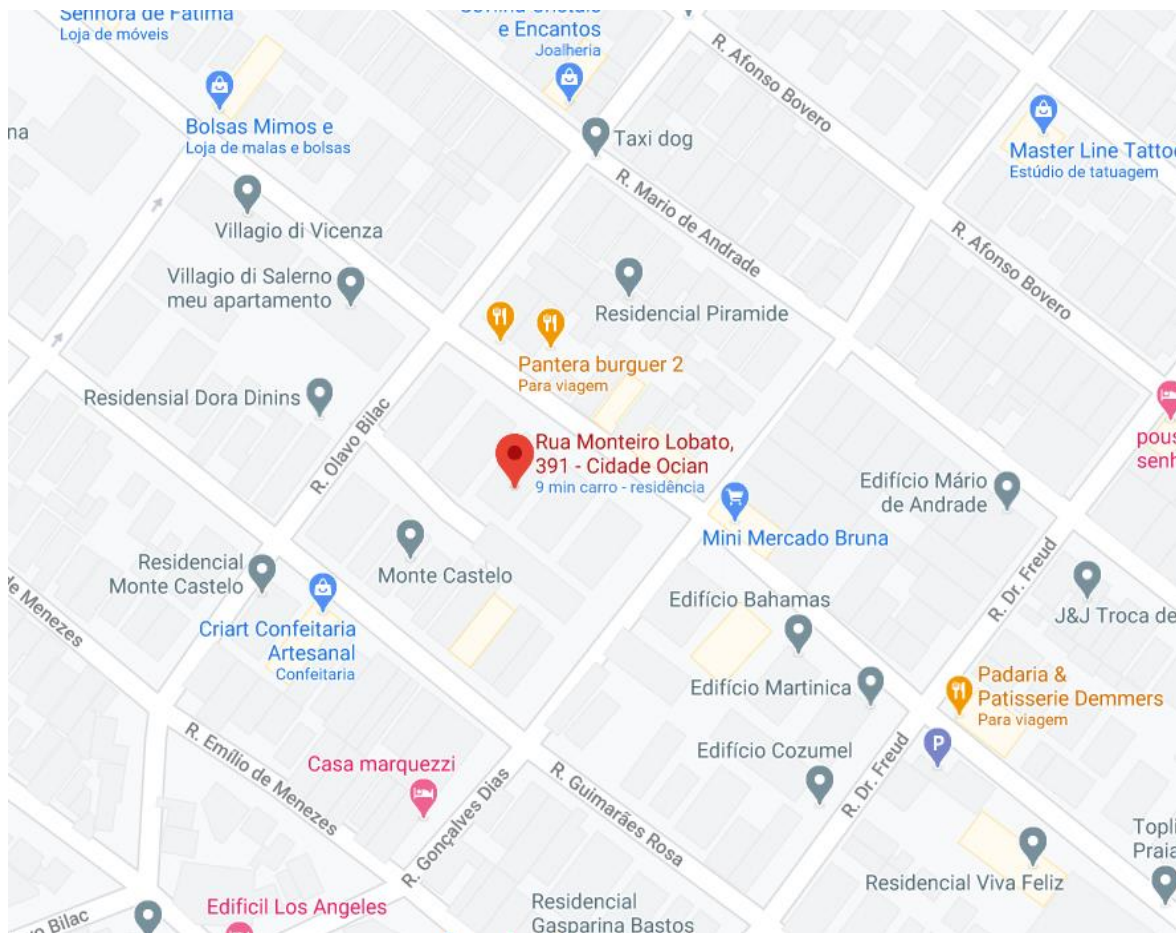 Senhora de Fatima
Loja de móveis
e Encantos
Joalheria
R. Afonso Bovero
Bolsas Mimos e
Loja de malas e bolsas
na
Taxi dog
Master Line Tattoo
Estúdio de tatuagem
R. Mario de Andrade
Villagio di Vicenza
R. Afonso Bovero
Villagio di Salerno
meu apartamento
Residencial Piramide
Pantera burguer 2
Para viagem
Residensial Dora Dinins
R. Olavo Bilac
Rua Monteiro Lobato,
391 - Cidade Ocian
9 min carro - residência
pous
senh
Edifício Mário
de Andrade
Mini Mercado Bruna
Residencial
Monte Castelo
Monte Castelo
R. Dr. Freud
de Menezes
Edifício Bahamas
J&J Troca de
Criart Confeitaria
Artesanal
Confeitaria
Edifício Martinica
Padaria &
Patisserie Demmers
Para viagem
P
R. Emílio de Menezes
Casa marquezzi
Edifício Cozumel
R. Dr. Freud
R. Guimarães Rosa
R. Gonçalves Dias
Topli
Praia
Residencial Viva Feliz
Edificil Los Angeles
Residencial
Gasparina Bastos
vo Bilac